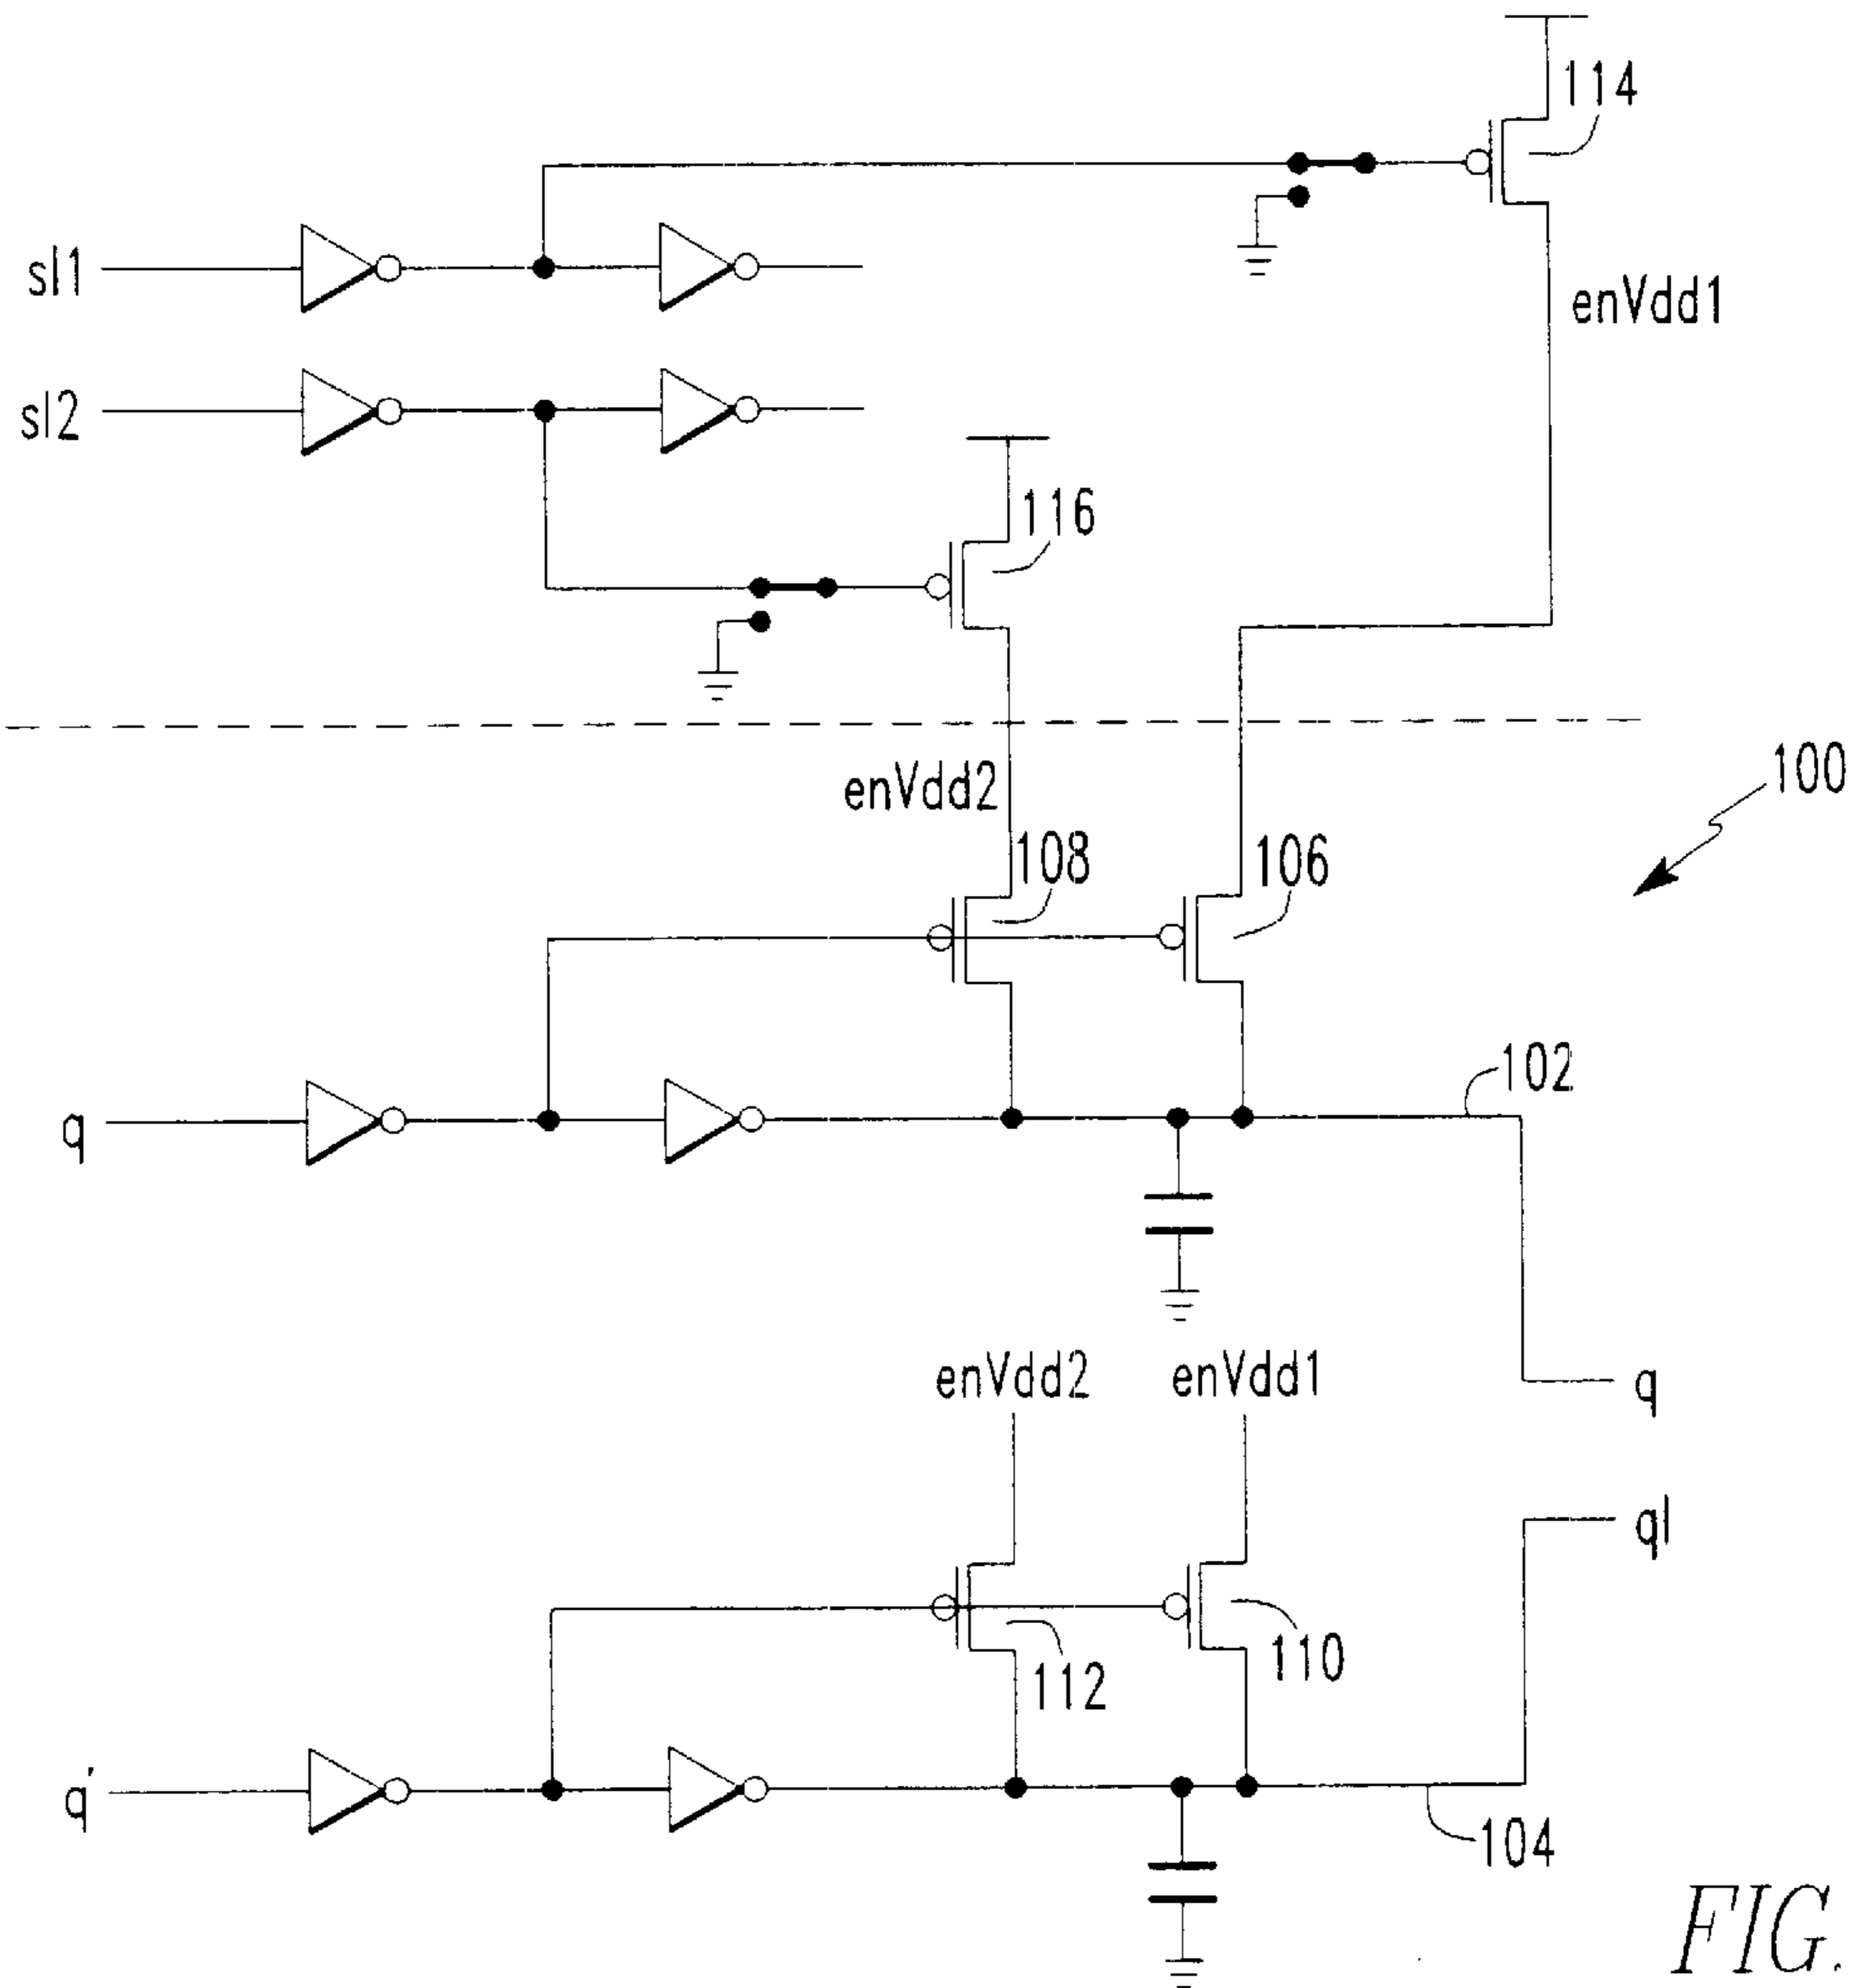 114
sl1
enVdd1
sl2
116
enVdd2
100
108
106
102
q
enVdd2
enVdd1
q
ql
112
110
q'
104
FIG.